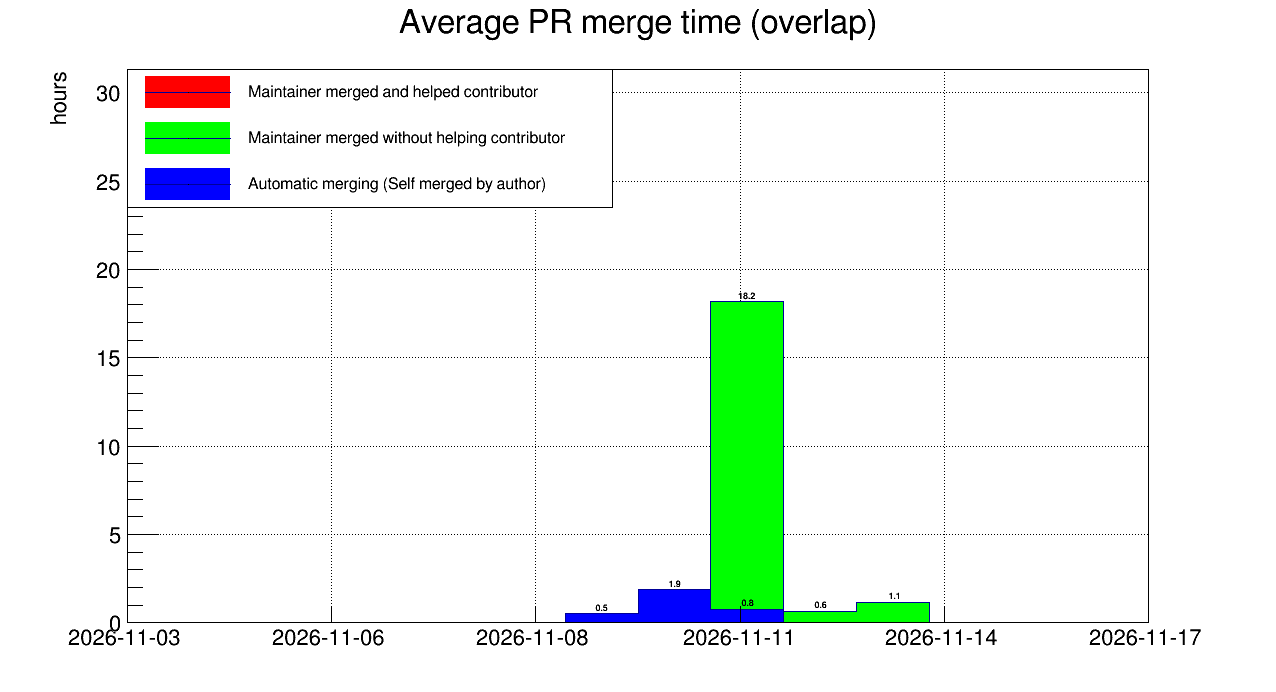 Average PR merge time (overlap)
hours
Maintainer merged and helped contributor
Maintainer merged without helping contributor
Automatic merging (Self merged by author)
30
25
20
15
10
5
0
18.2
1.9
0.5
0.8
0.6
1.1
2026-11-03 2026-11-06 2026-11-08 2026-11-11 2026-11-14 2026-11-17